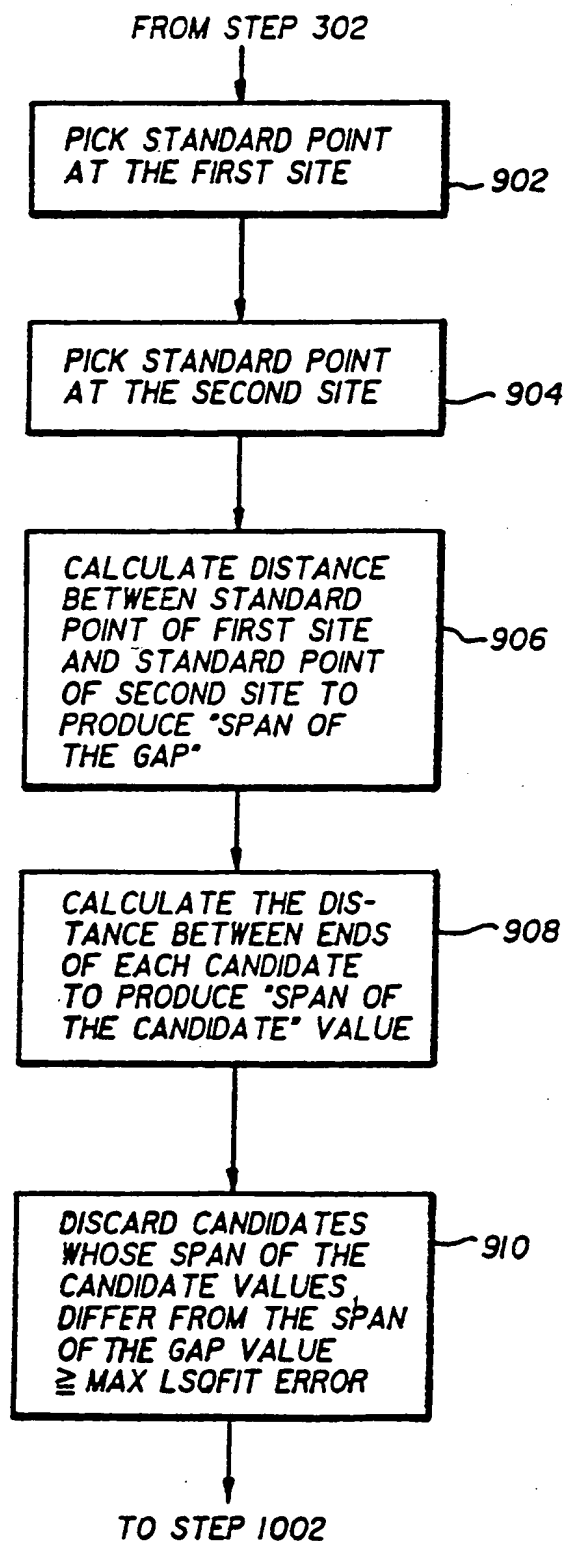 FROM STEP 302
PICK STANDARD POINT
AT THE FIRST SITE
902
PICK STANDARD POINT
AT THE SECOND SITE
904
CALCULATE DISTANCE
BETWEEN STANDARD
POINT OF FIRST SITE
AND STANDARD POINT
OF SECOND SITE TO
PRODUCE "SPAN OF
THE GAP"
906
CALCULATE THE DIS-
TANCE BETWEEN ENDS
OF EACH CANDIDATE
TO PRODUCE "SPAN OF
THE CANDIDATE" VALUE
908
DISCARD CANDIDATES
WHOSE SPAN OF THE
CANDIDATE VALUES
DIFFER FROM THE SPAN
OF THE GAP VALUE
≧ MAX LSQFIT ERROR
910
TO STEP 1002